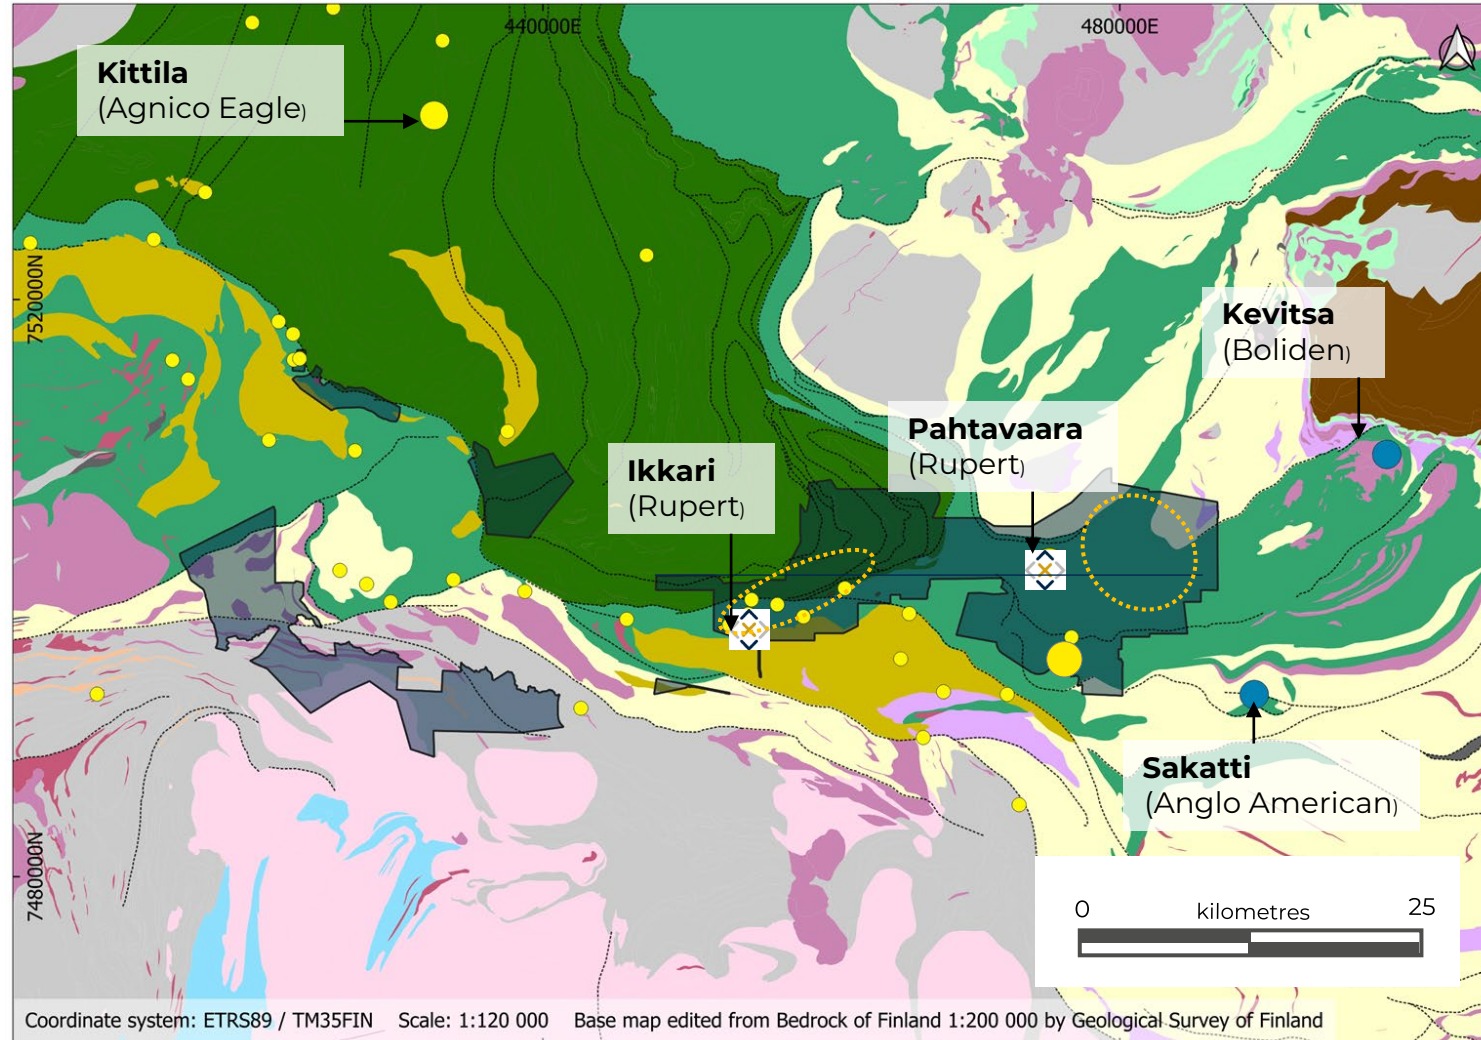 440000E
480000E
Kittila
(Agnico Eagle)
7520000N
Kevitsa
(Boliden)
Pahtavaara
(Rupert)
Ikkari
(Rupert)
Sakatti
(Anglo American)
7480000N
0 kilometres 25
Coordinate system: ETRS89 / TM35FIN Scale: 1:120 000 Base map edited from Bedrock of Finland 1:200 000 by Geological Survey of Finland